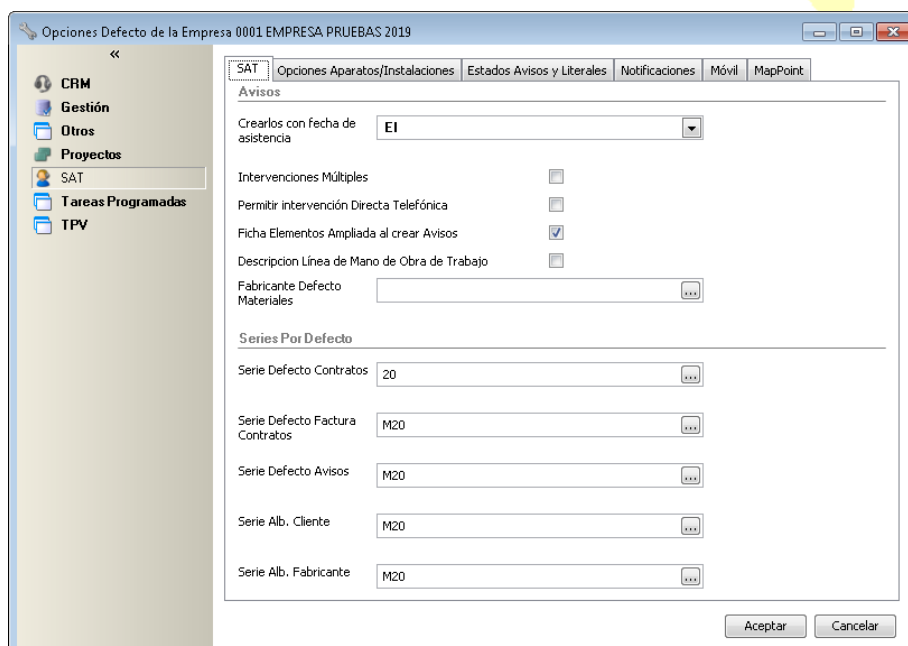 Opciones Defecto de la Empresa 0001 EMPRESA PRUEBAS 2019
«
CRM
Gestión
Otros
Proyectos
SAT
Tareas Programadas
TPV
SAT Opciones Aparatos/Instalaciones Estados Avisos y Literales Notificaciones Móvil MapPoint
Avisos
Crearlos con fecha de
asistencia
El
Intervenciones Múltiples
Permitir intervención Directa Telefónica
Ficha Elementos Ampliada al crear Avisos
Descripcion Línea de Mano de Obra de Trabajo
Fabricante Defecto
Materiales
...
Series Por Defecto
Serie Defecto Contratos 20 ...
Serie Defecto Factura
Contratos
M20 ...
Serie Defecto Avisos M20 ...
Serie Alb. Cliente M20 ...
Serie Alb. Fabricante M20 ...
Aceptar Cancelar